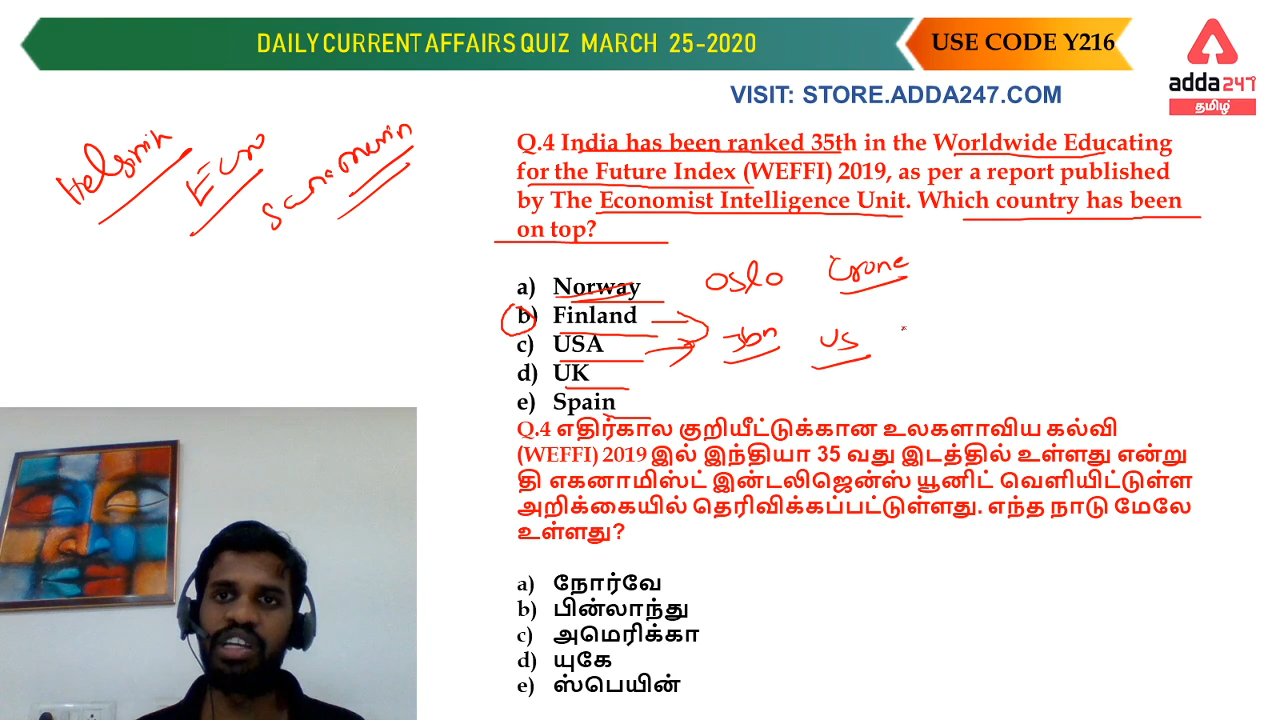 DAILY CURRENT AFFAIRS QUIZ MARCH 25-2020
USE CODE Y216
adda247
தமிழ்
VISIT: STORE.ADDA247.COM
Q.4 India has been ranked 35th in the Worldwide Educating
for the Future Index (WEFFI) 2019, as per a report published
by The Economist Intelligence Unit. Which country has been
on top?
a) Norway
b) Finland
c) USA
d) UK
e) Spain
oslo
US
Q.4 எதிர்கால குறியீட்டுக்கான உலகளாவிய கல்வி
(WEFFI) 2019 இல் இந்தியா 35 வது இடத்தில் உள்ளது என்று
தி எகனாமிஸ்ட் இன்டலிஜென்ஸ் யூனிட் வெளியிட்டுள்ள
அறிக்கையில் தெரிவிக்கப்பட்டுள்ளது. எந்த நாடு மேலே
உள்ளது?
a) நோர்வே
b) பின்லாந்து
c) அமெரிக்கா
d) யுகே
e) ஸ்பெயின்